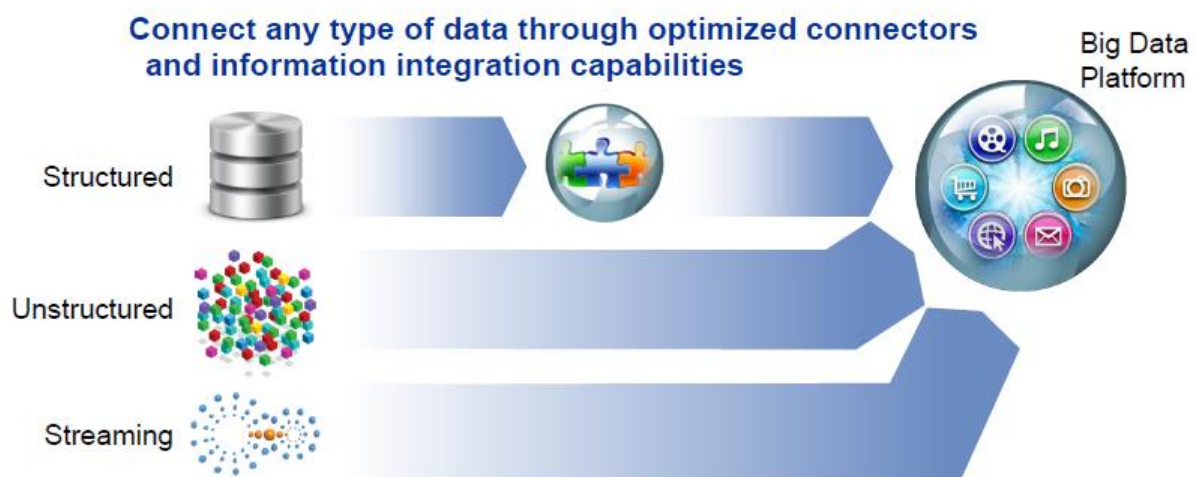 Connect any type of data through optimized connectors
and information integration capabilities
Big Data
Platform
Structured
Unstructured
Streaming